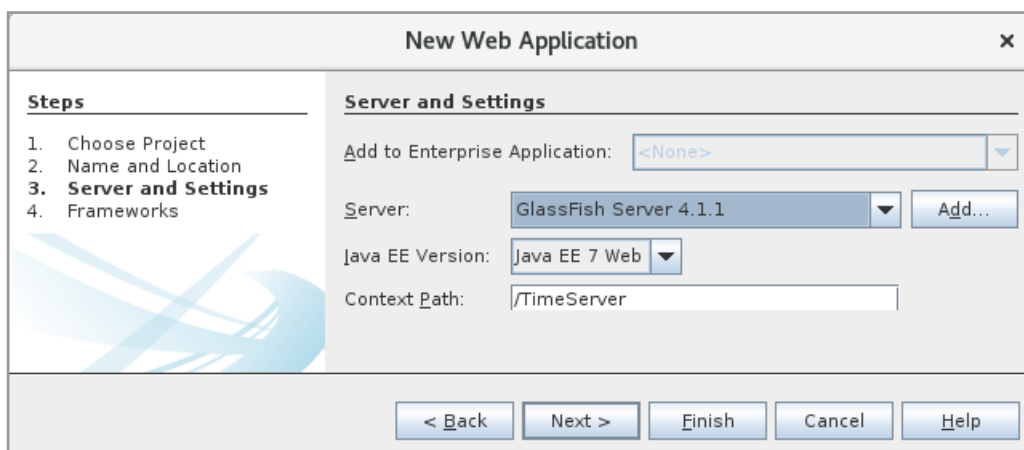 New Web Application
Steps
1. Choose Project
2. Name and Location
3. Server and Settings
4. Frameworks
Server and Settings
Add to Enterprise Application: <None>
Server: GlassFish Server 4.1.1 Add...
Java EE Version: Java EE 7 Web
Context Path: /TimeServer
< Back Next > Finish Cancel Help